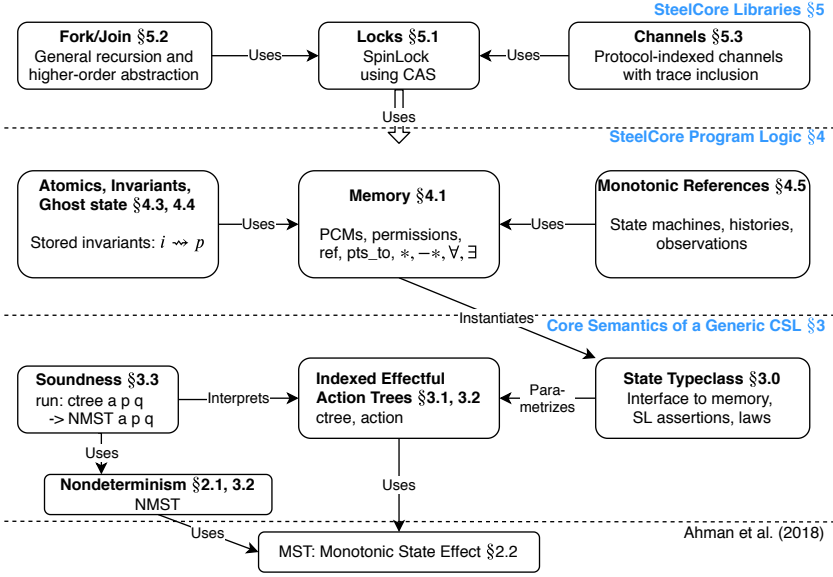 SteelCore Libraries §5
Fork/Join §5.2
General recursion and
higher-order abstraction
Uses
Locks §5.1
SpinLock
using CAS
Uses
Channels §5.3
Protocol-indexed channels
with trace inclusion
Uses
SteelCore Program Logic §4
Atomics, Invariants,
Ghost state §4.3, 4.4
Stored invariants: i ⇝ p
Uses
Memory §4.1
PCMs, permissions,
ref, pts_to, ∗, −∗, ∀, ∃
Uses
Monotonic References §4.5
State machines, histories,
observations
Instantiates
Core Semantics of a Generic CSL §3
Soundness §3.3
run: ctree a p q
-> NMST a p q
Interprets
Indexed Effectful
Action Trees §3.1, 3.2
ctree, action
Para-
metrizes
State Typeclass §3.0
Interface to memory,
SL assertions, laws
Uses
Nondeterminism §2.1, 3.2
NMST
Uses
Uses
Ahman et al. (2018)
MST: Monotonic State Effect §2.2